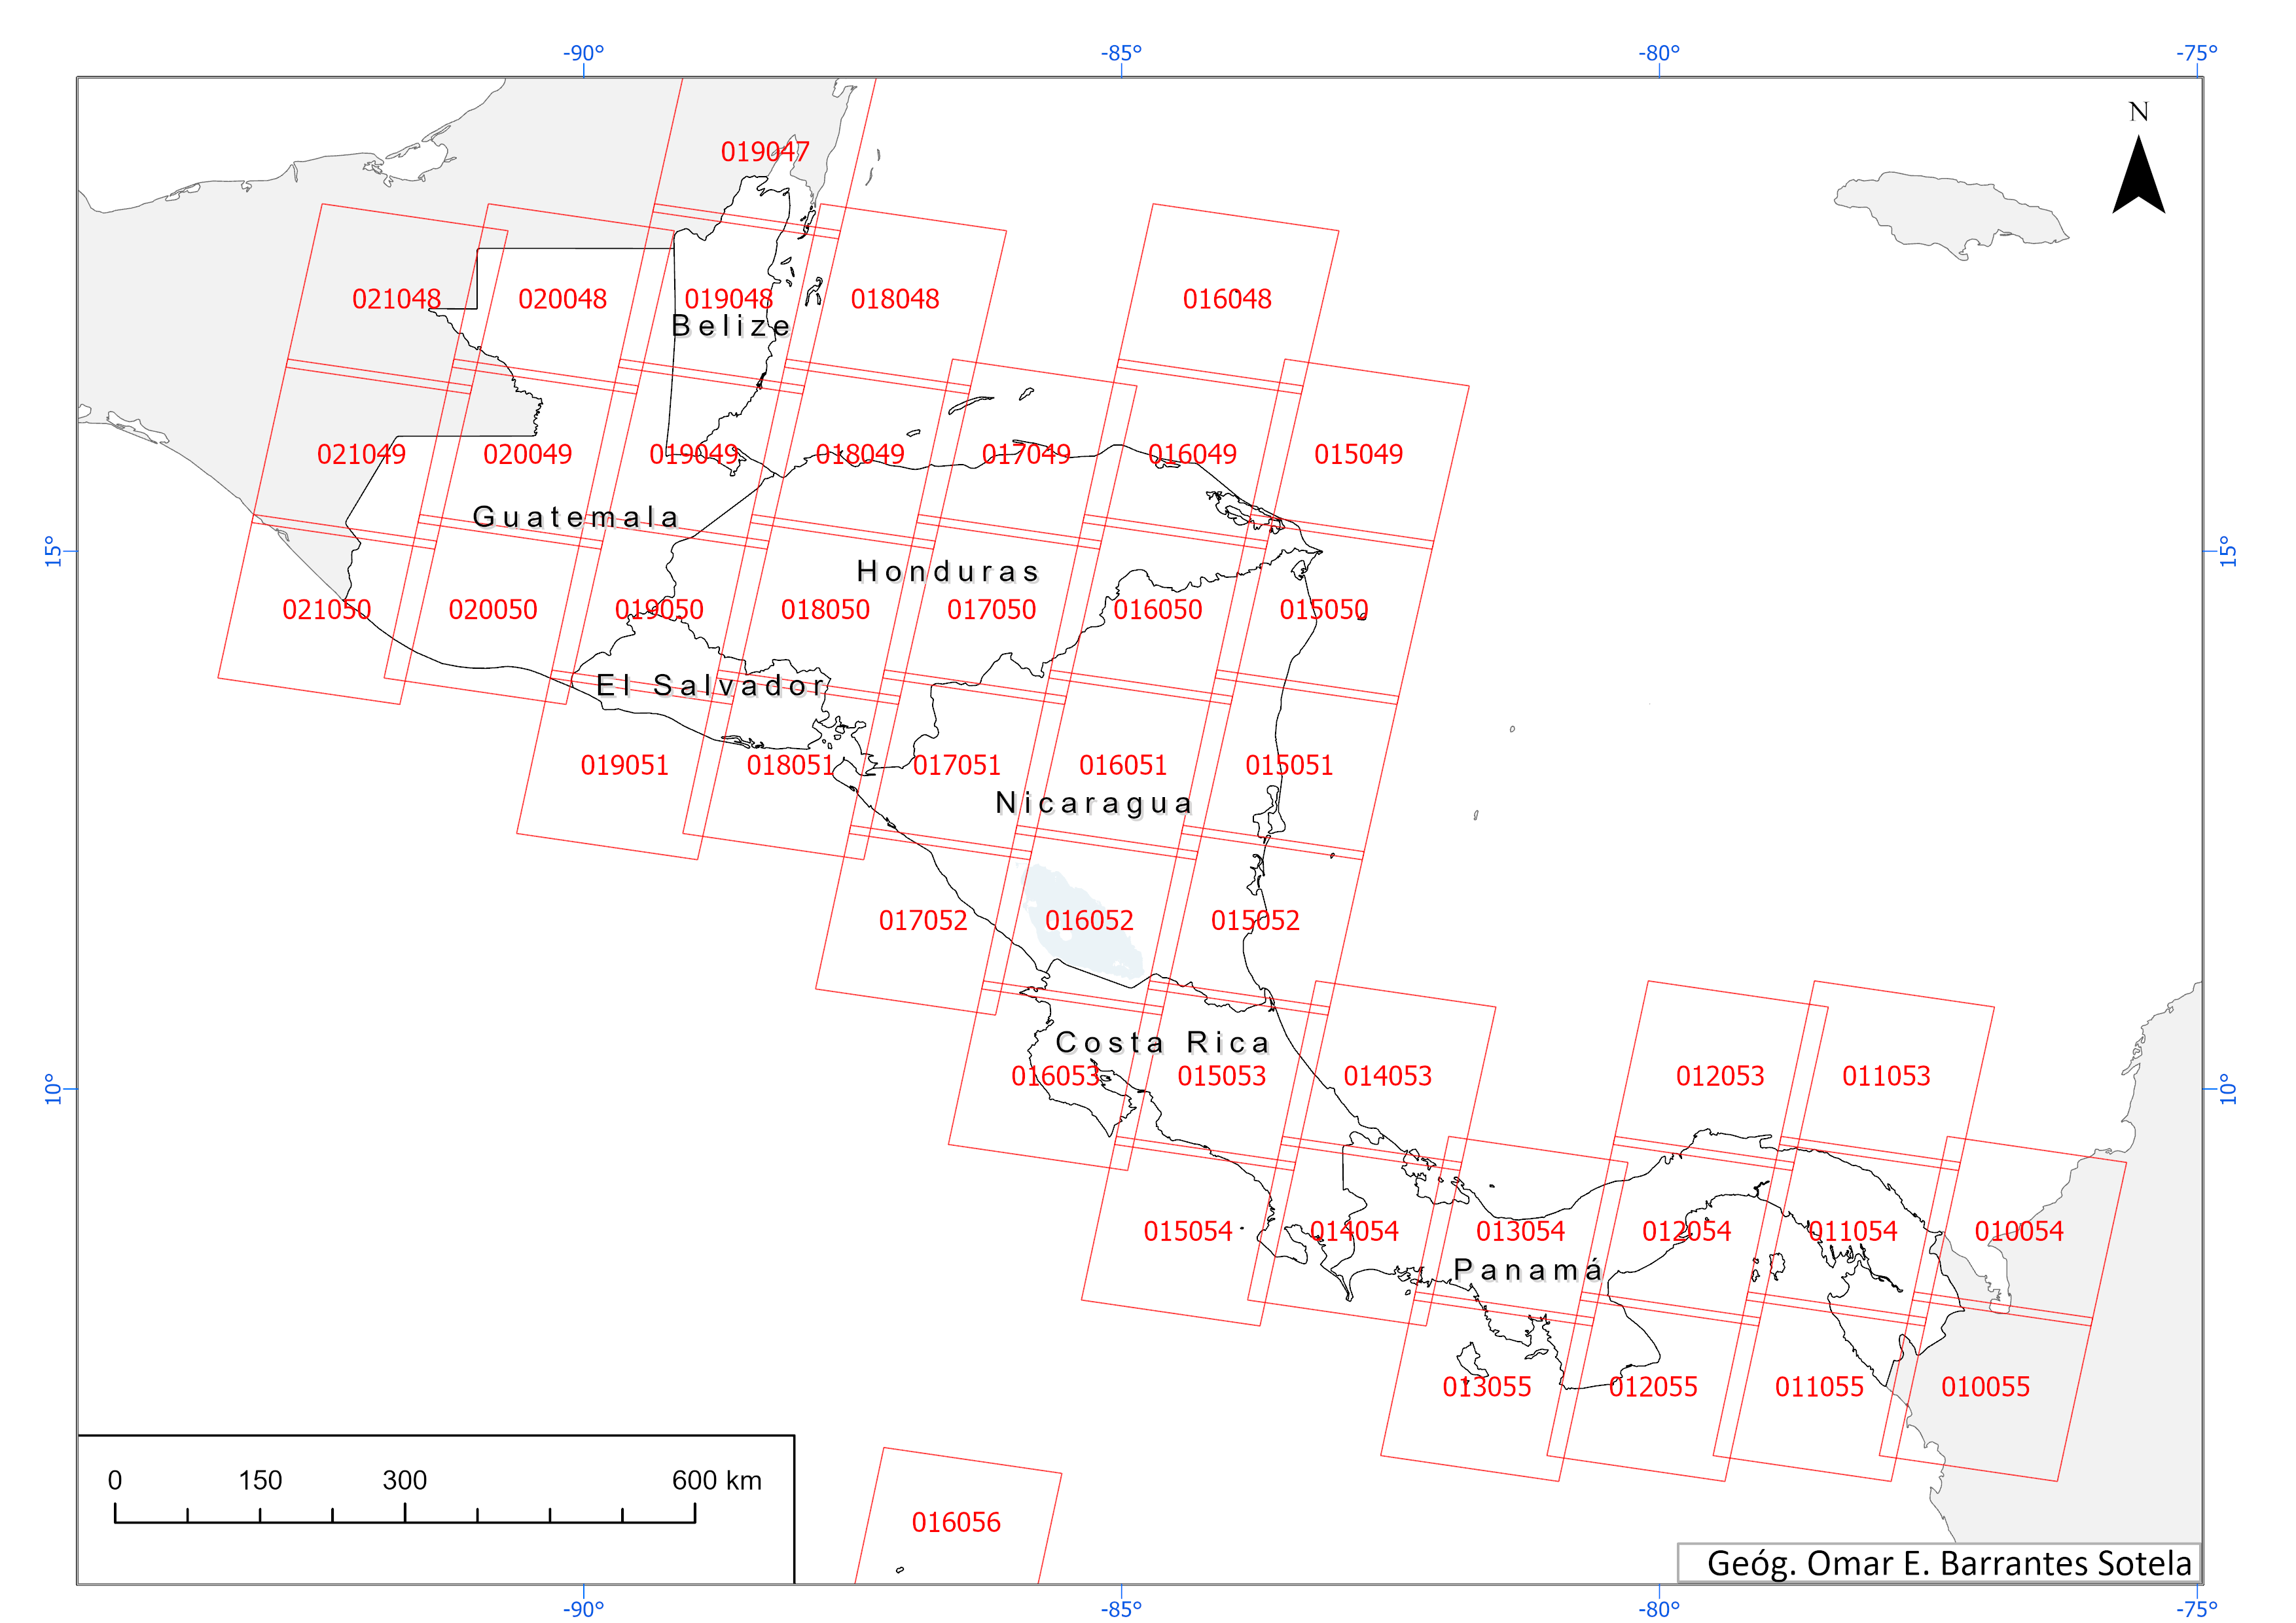 -90° -85° -80° -75°
N
019047
021048 020048 019048 018048 016048
Belize
021049 020049 019049 018049 017049 016049 015049
Guatemala
15° 15°
Honduras
021050 020050 019050 018050 017050 016050 015050
El Salvador
019051 018051 017051 016051 015051
Nicaragua
017052 016052 015052
Costa Rica
016053 015053 014053 012053 011053
10° 10°
015054 014054 013054 012054 011054 010054
Panamá
013055 012055 011055 010055
0 150 300 600 km
016056
Geóg. Omar E. Barrantes Sotela
-90° -85° -80° -75°